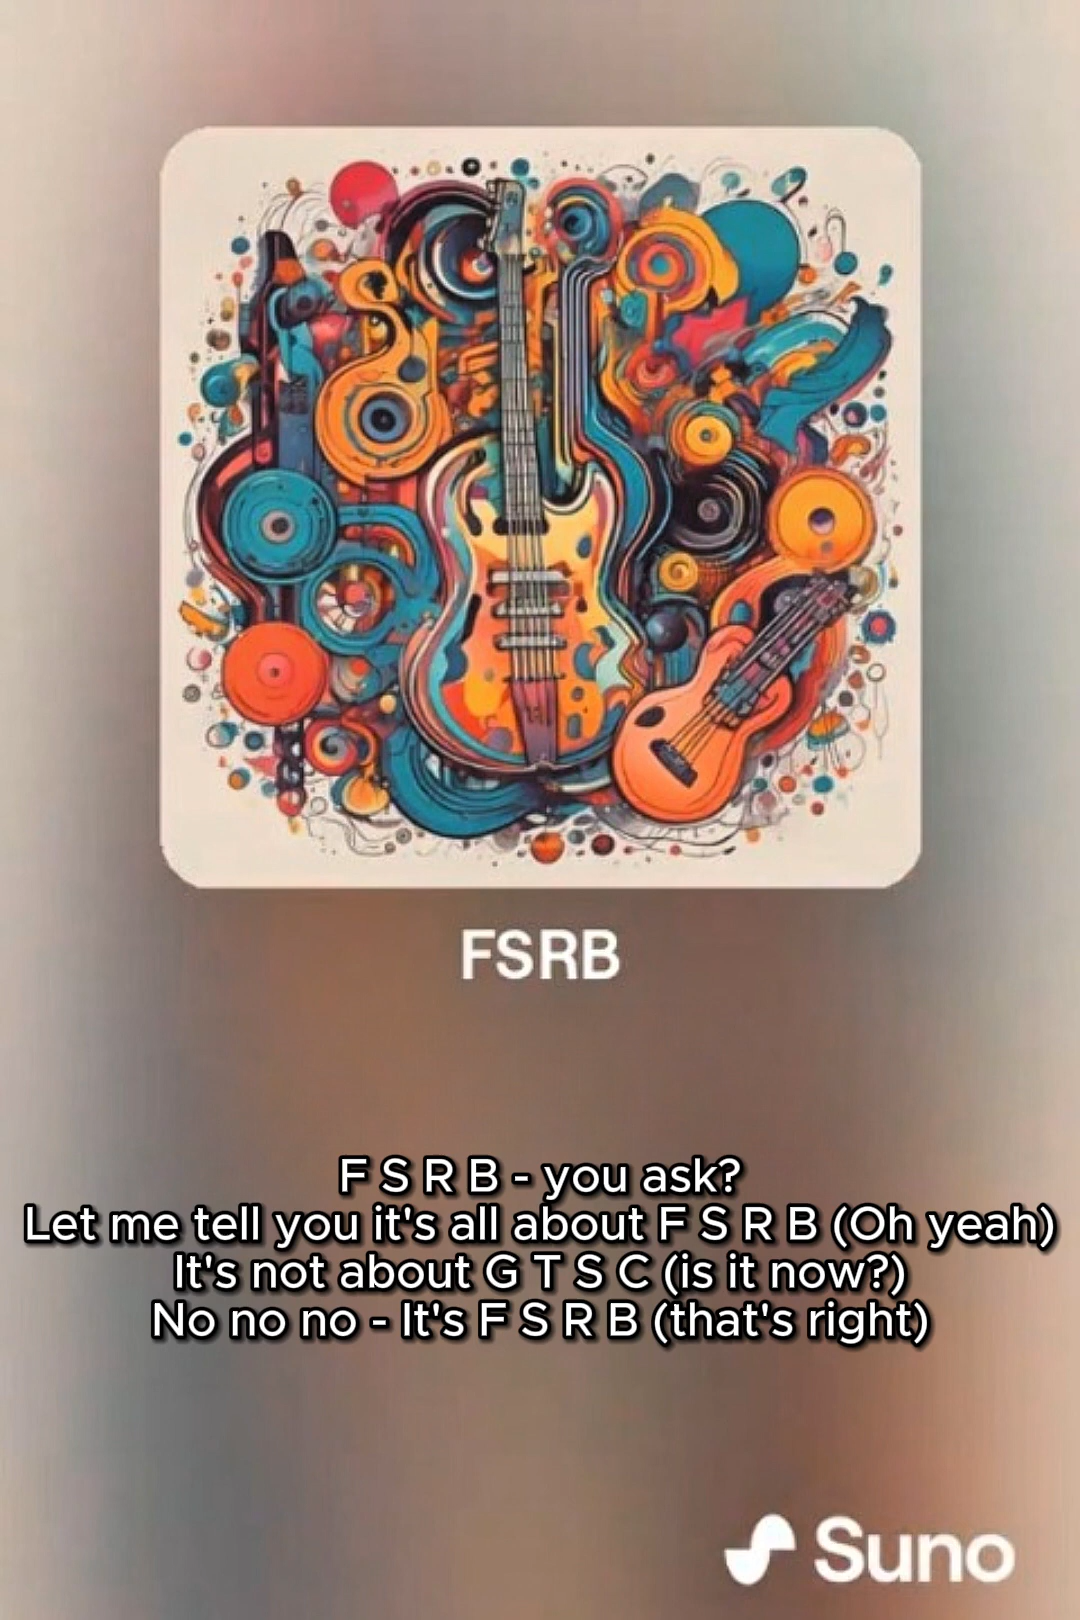 FSRB
F S R B - you ask?
Let me tell you it's all about F S R B (Oh yeah)
It's not about G T S C (is it now?)
No no no - It's F S R B (that's right)
Suno